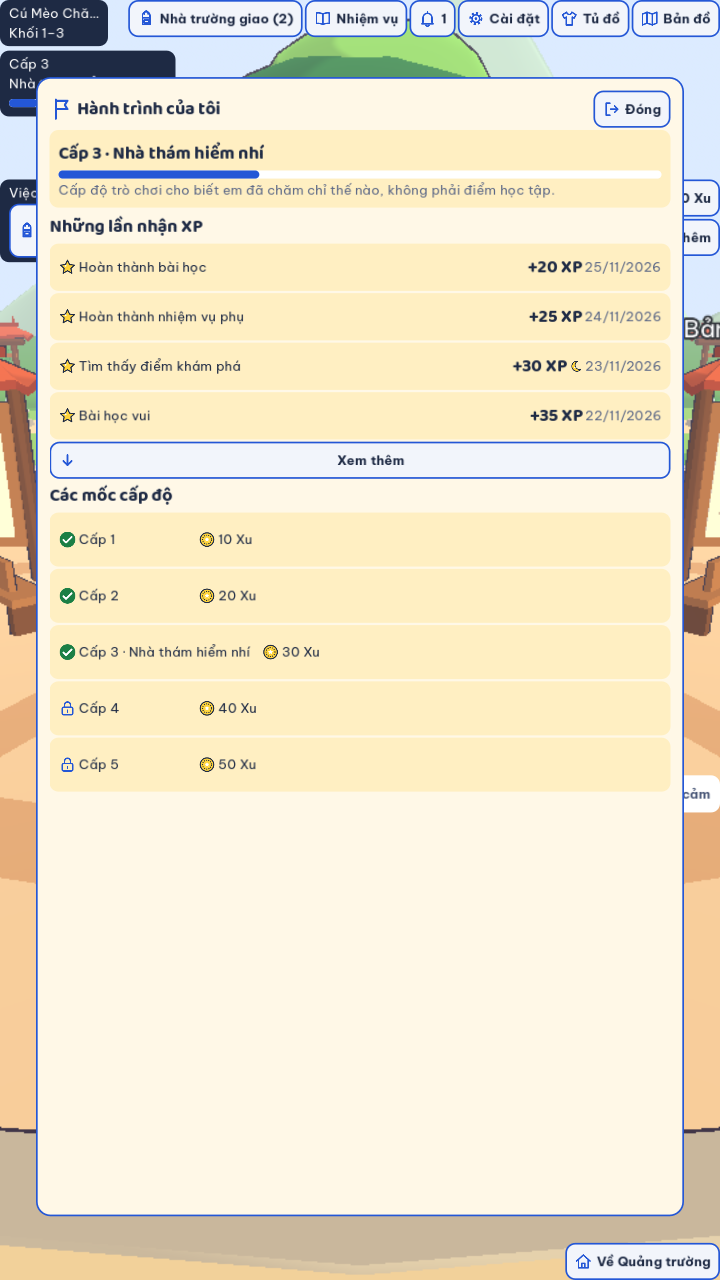 Cú Mèo Chă...
Khối 1–3
Nhà trường giao (2)
Nhiệm vụ
1
Cài đặt
Tủ đồ
Bản đồ
Cấp 3
Nhà
Hành trình của tôi
Đóng
Cấp 3 · Nhà thám hiểm nhí
Cấp độ trò chơi cho biết em đã chăm chỉ thế nào, không phải điểm học tập.
Việc
0 Xu
Những lần nhận XP
Hoàn thành bài học +20 XP 25/11/2026
Hoàn thành nhiệm vụ phụ +25 XP 24/11/2026
Tìm thấy điểm khám phá +30 XP 23/11/2026
Bài học vui +35 XP 22/11/2026
Xem thêm
Các mốc cấp độ
Cấp 1 10 Xu
Cấp 2 20 Xu
Cấp 3 · Nhà thám hiểm nhí 30 Xu
Cấp 4 40 Xu
Cấp 5 50 Xu
cảm
Về Quảng trường